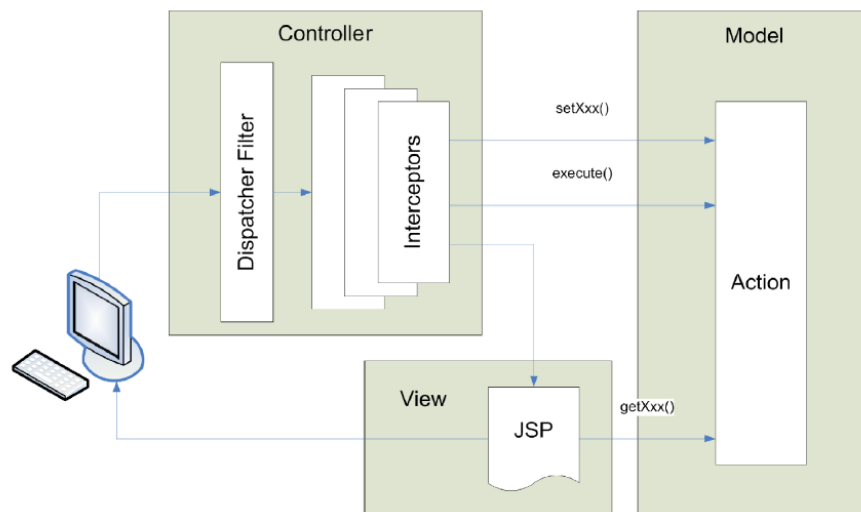 Controller
Model
Dispatcher Filter
Interceptors
setXxx()
execute()
Action
View
JSP
getXxx()